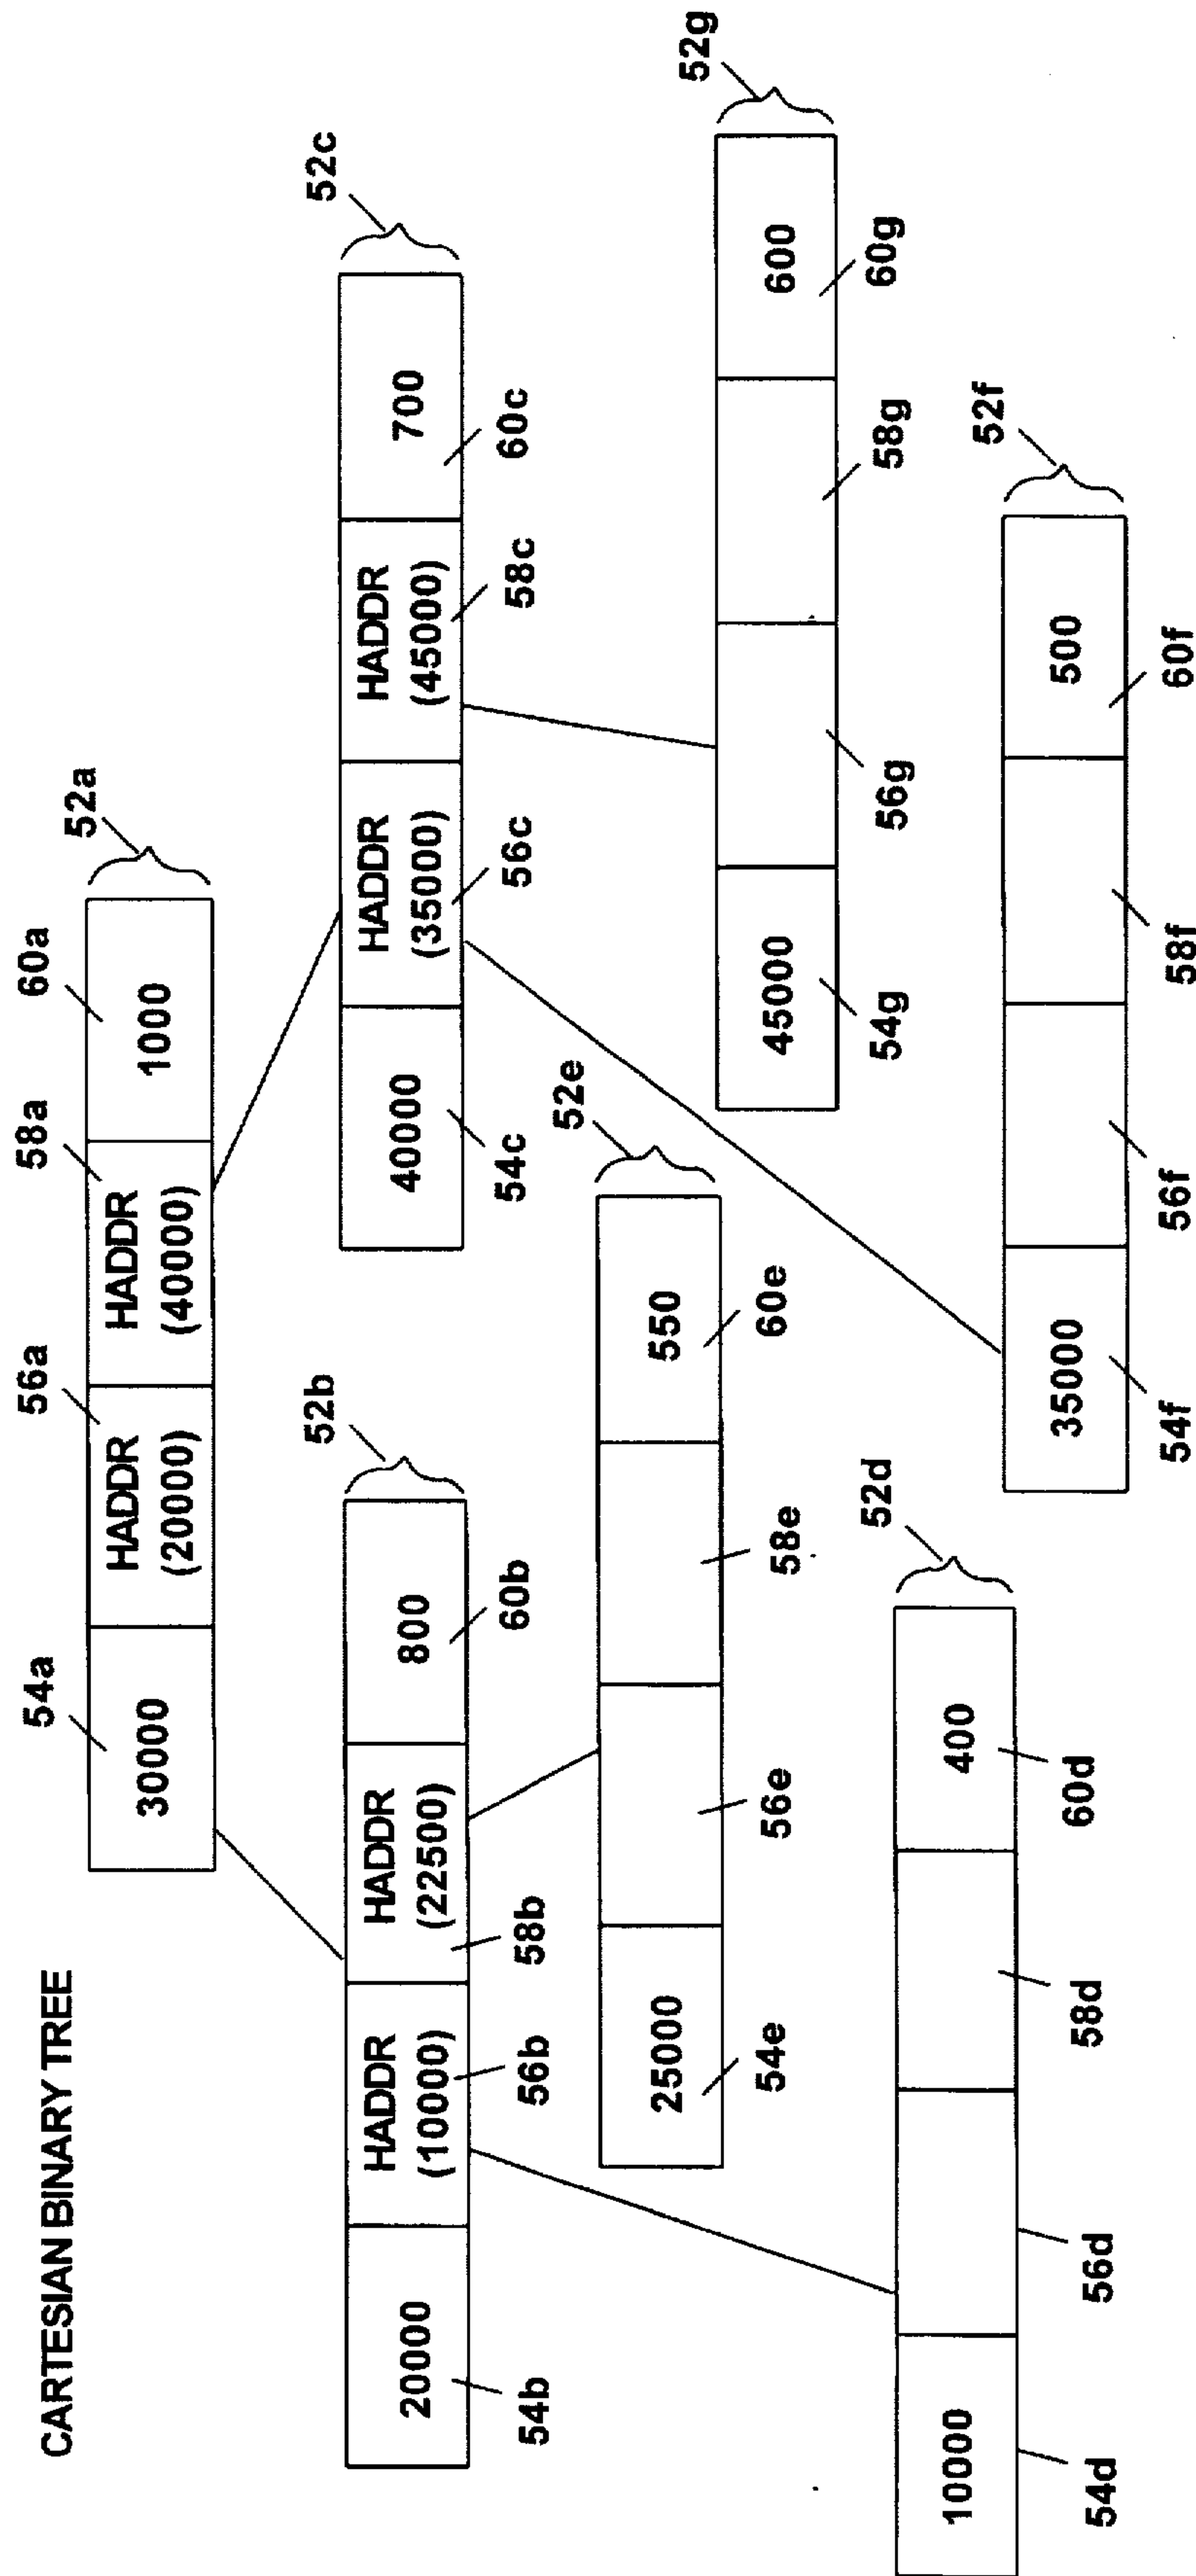 CARTESIAN BINARY TREE
54a
56a
58a
60a
52a
30000
HADDR
(20000)
HADDR
(40000)
1000
52b
20000
HADDR
(10000)
HADDR
(22500)
800
54b
56b
58b
60b
52c
40000
HADDR
(35000)
HADDR
(45000)
700
54c
56c
58c
60c
52e
25000
550
54e
56e
58e
60e
52g
45000
600
54g
56g
58g
60g
52d
10000
400
54d
56d
58d
60d
52f
35000
500
54f
56f
58f
60f